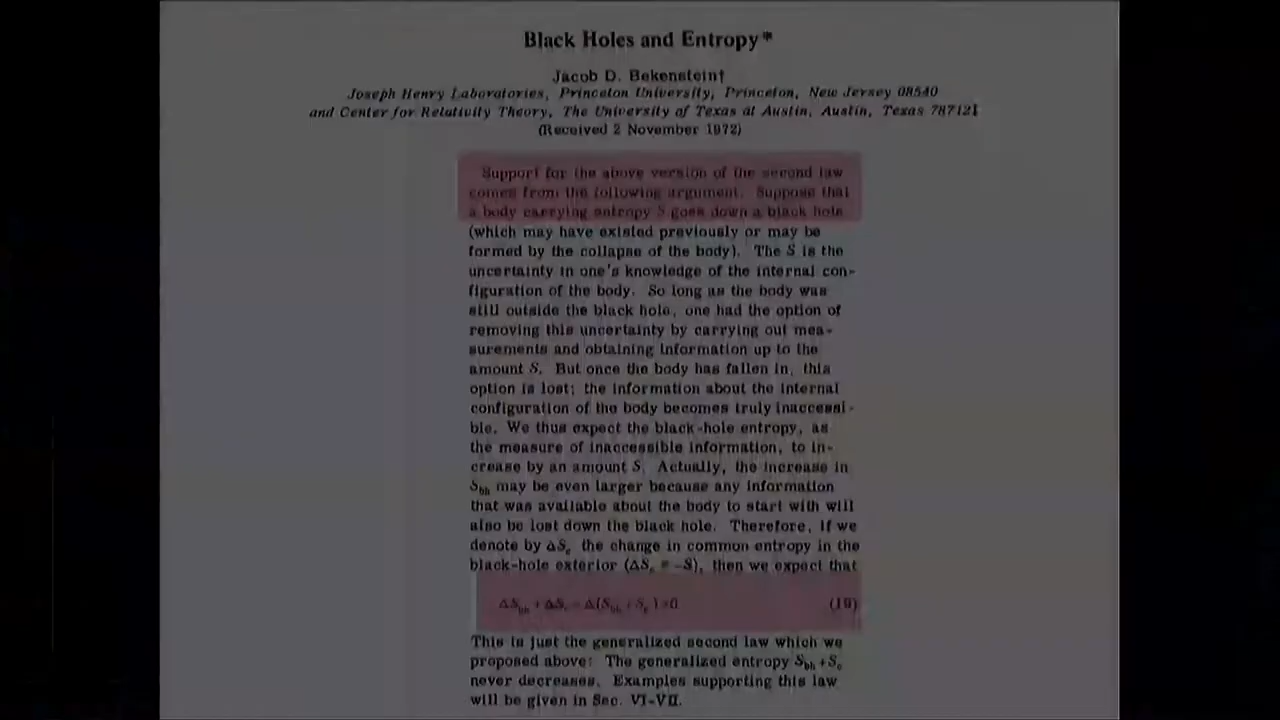 Black Holes and Entropy*
Jacob D. Bekenstein†
Joseph Henry Laboratories, Princeton University, Princeton, New Jersey 08540
and Center for Relativity Theory, The University of Texas at Austin, Austin, Texas 78712‡
(Received 2 November 1972)
Support for the above version of the second law
comes from the following argument. Suppose that
a body carrying entropy S goes down a black hole
(which may have existed previously or may be
formed by the collapse of the body). The S is the
uncertainty in one's knowledge of the internal con-
figuration of the body. So long as the body was
still outside the black hole, one had the option of
removing this uncertainty by carrying out mea-
surements and obtaining information up to the
amount S. But once the body has fallen in, this
option is lost; the information about the internal
configuration of the body becomes truly inaccessi-
ble. We thus expect the black-hole entropy, as
the measure of inaccessible information, to in-
crease by an amount S. Actually, the increase in
S_bh may be even larger because any information
that was available about the body to start with will
also be lost down the black hole. Therefore, if we
denote by ΔS_c the change in common entropy in the
black-hole exterior (ΔS_c = -S), then we expect that
ΔS_bh + ΔS_c = Δ(S_bh + S_c) >0. (10)
This is just the generalized second law which we
proposed above: The generalized entropy S_bh + S_c
never decreases. Examples supporting this law
will be given in Sec. VI-VII.